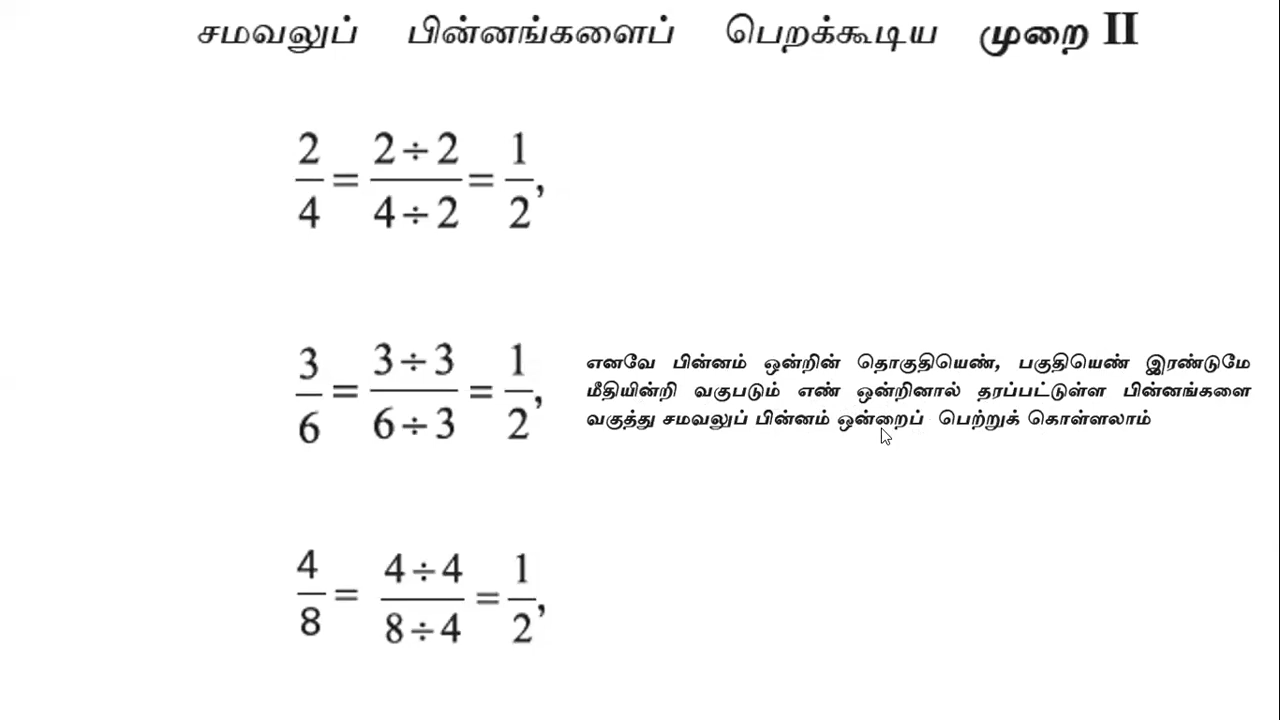 சமவலுப் பின்னங்களைப் பெறக்கூடிய முறை II
2/4 = 2 ÷ 2 / 4 ÷ 2 = 1/2,
3/6 = 3 ÷ 3 / 6 ÷ 3 = 1/2,
எனவே பின்னம் ஒன்றின் தொகுதியெண், பகுதியெண் இரண்டுமே
மீதியின்றி வகுபடும் எண் ஒன்றினால் தரப்பட்டுள்ள பின்னங்களை
வகுத்து சமவலுப் பின்னம் ஒன்றைப் பெற்றுக் கொள்ளலாம்
4/8 = 4 ÷ 4 / 8 ÷ 4 = 1/2,